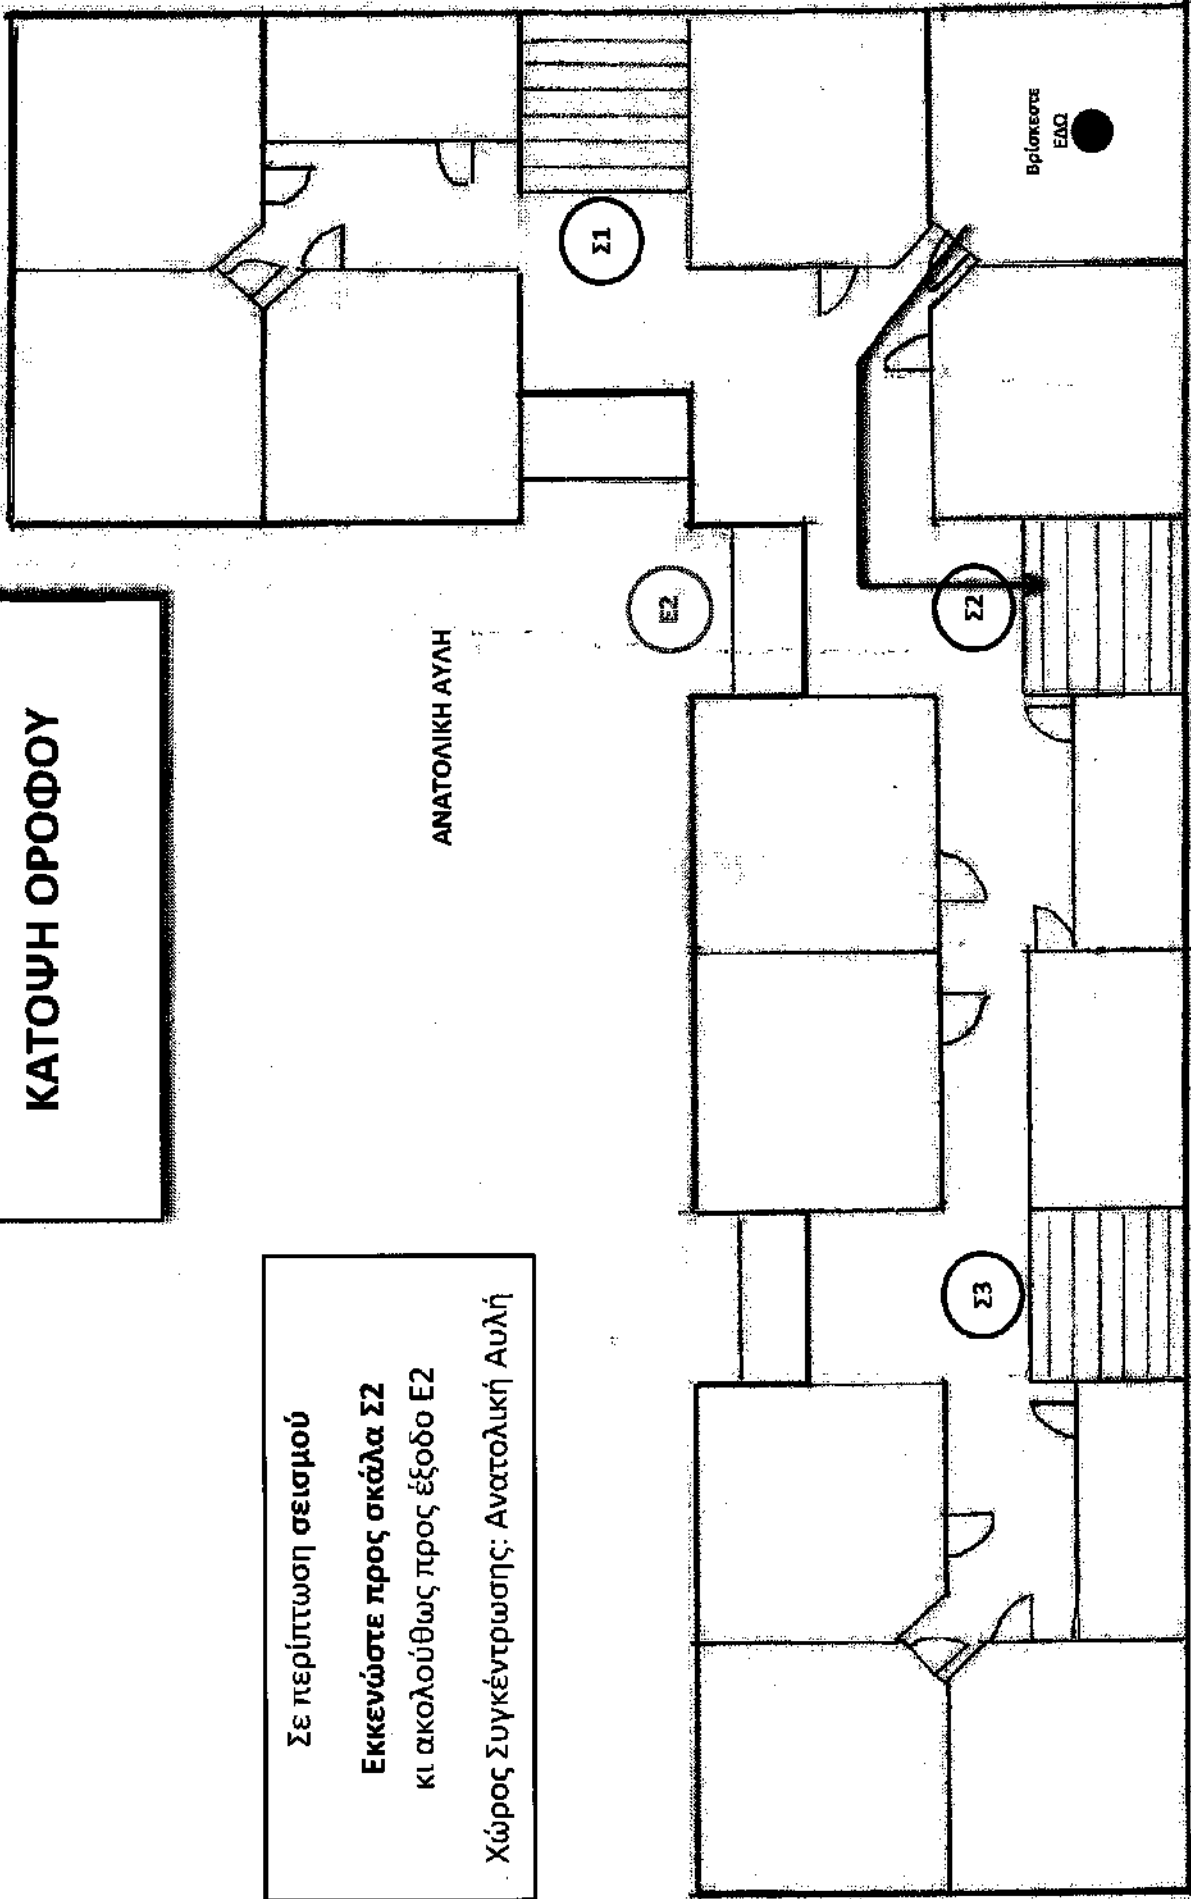 ΚΑΤΟΨΗ ΟΡΟΦΟΥ
Σε περίπτωση σεισμού
Εκκενώστε προς σκάλα Σ2
κι ακολούθως προς έξοδο Ε2
Χώρος Συγκέντρωσης: Ανατολική Αυλή
ΑΝΑΤΟΛΙΚΗ ΑΥΛΗ
Σ1
Ε2
Σ3
Σ2
Βρίσκεστε
ΕΔΩ